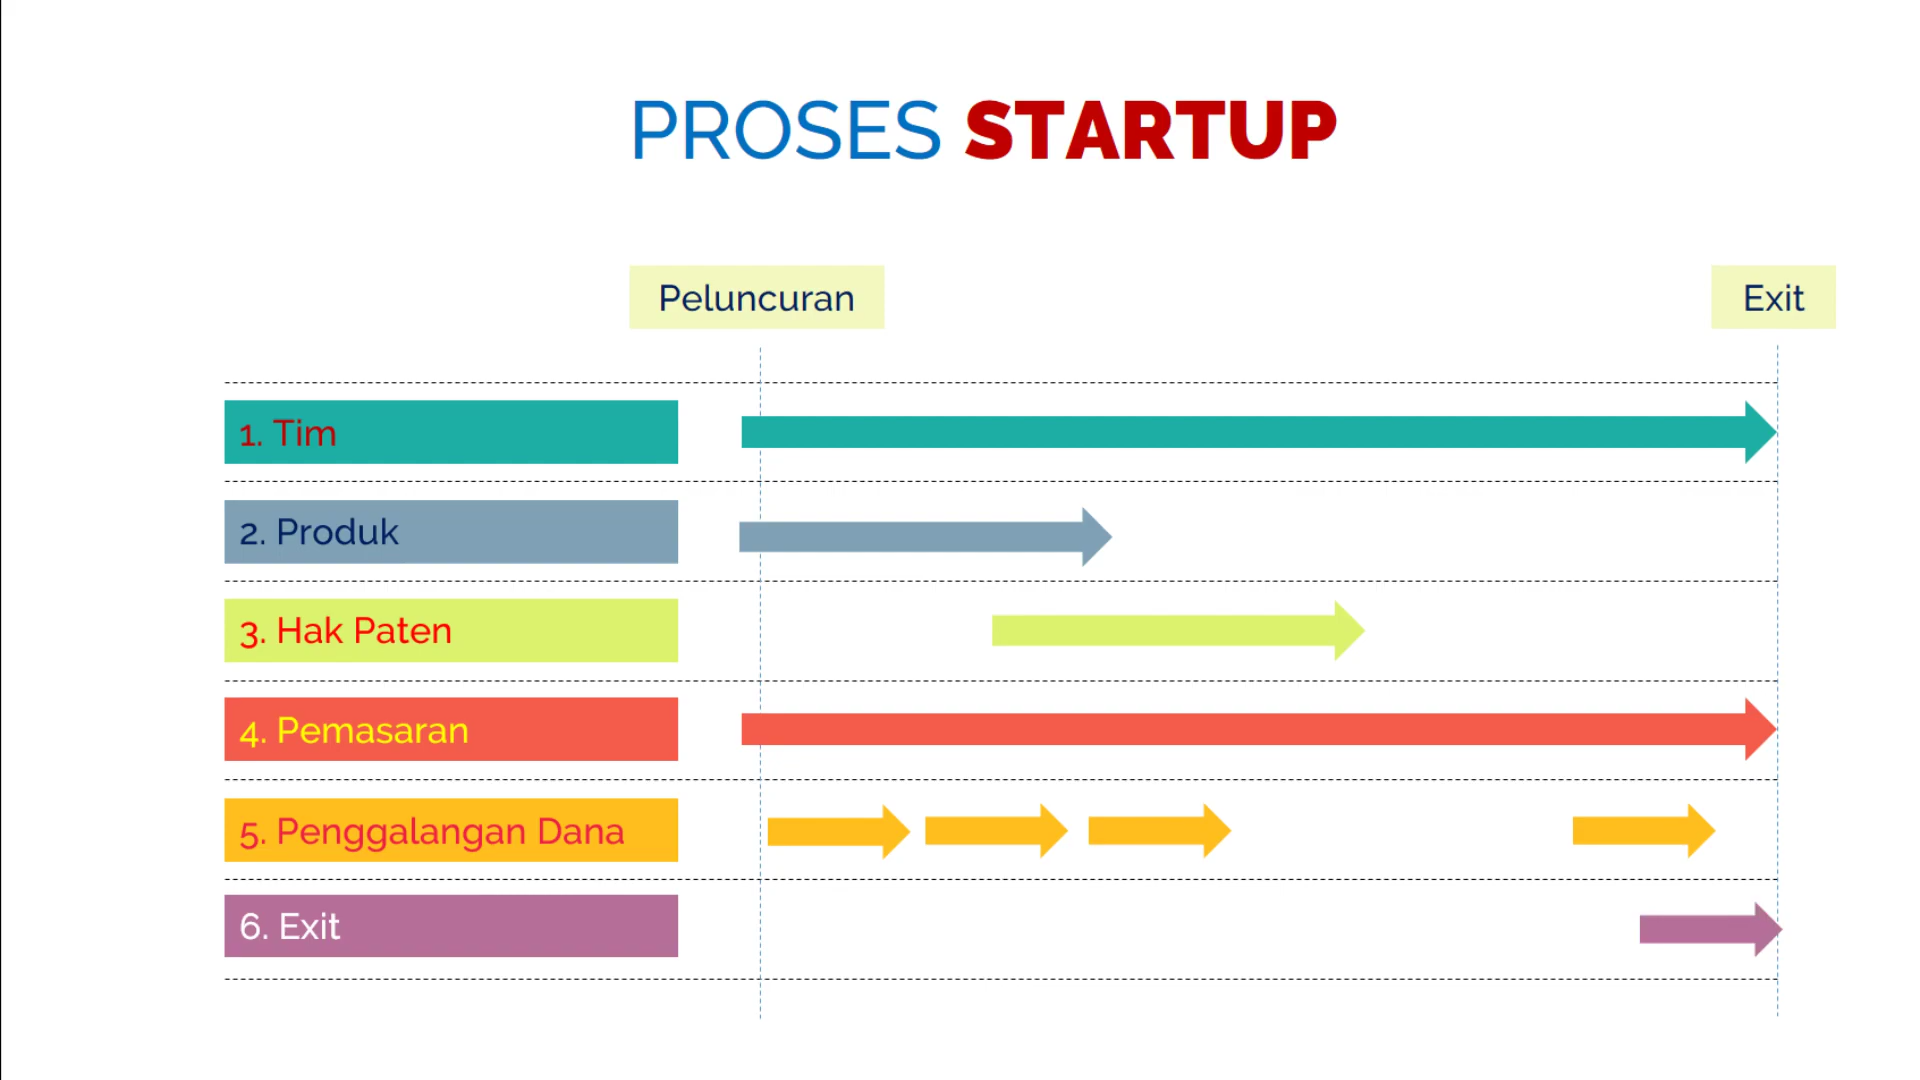 PROSES STARTUP
Peluncuran
Exit
1. Tim
2. Produk
3. Hak Paten
4. Pemasaran
5. Penggalangan Dana
6. Exit